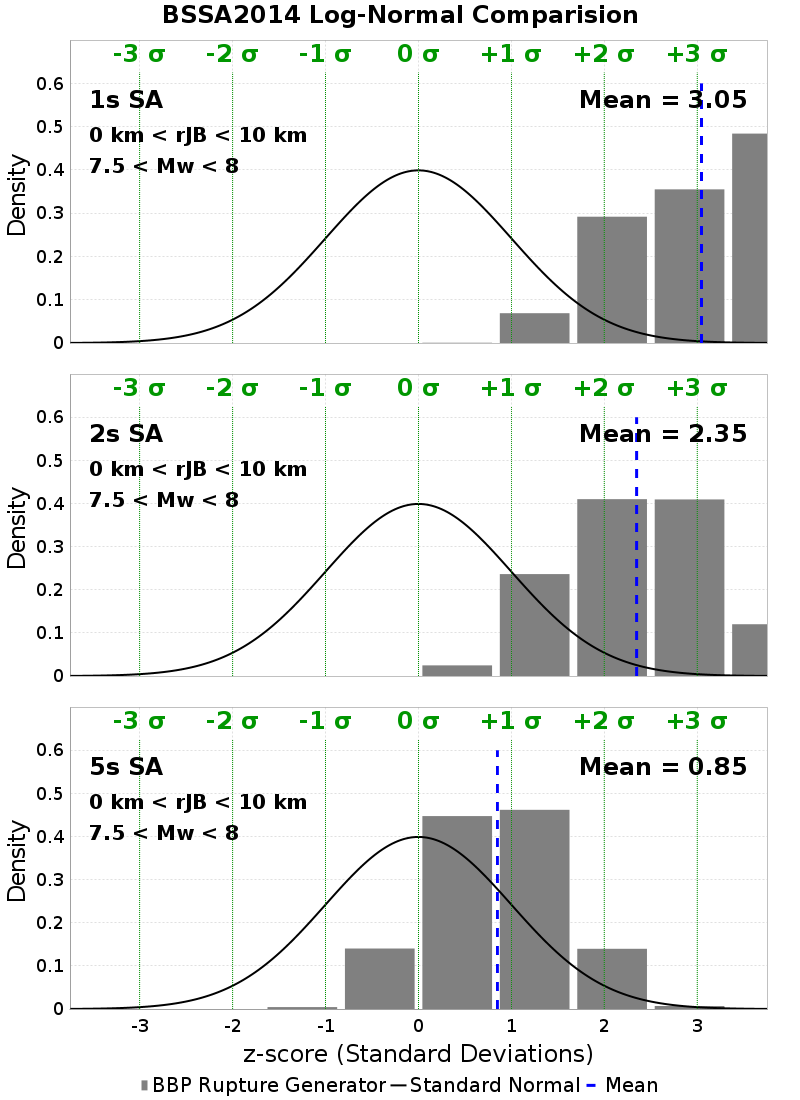 BSSA2014 Log-Normal Comparision
-3 σ -2 σ -1 σ 0 σ +1 σ +2 σ +3 σ
0.6
1s SA Mean = 3.05
0.5
0 km < rJB < 10 km
7.5 < Mw < 8
0.4
Density
0.3
0.2
0.1
0
-3 σ -2 σ -1 σ 0 σ +1 σ +2 σ +3 σ
0.6
2s SA Mean = 2.35
0.5
0 km < rJB < 10 km
7.5 < Mw < 8
0.4
Density
0.3
0.2
0.1
0
-3 σ -2 σ -1 σ 0 σ +1 σ +2 σ +3 σ
0.6
5s SA Mean = 0.85
0.5
0 km < rJB < 10 km
7.5 < Mw < 8
0.4
Density
0.3
0.2
0.1
0
-3 -2 -1 0 1 2 3
z-score (Standard Deviations)
BBP Rupture Generator Standard Normal Mean